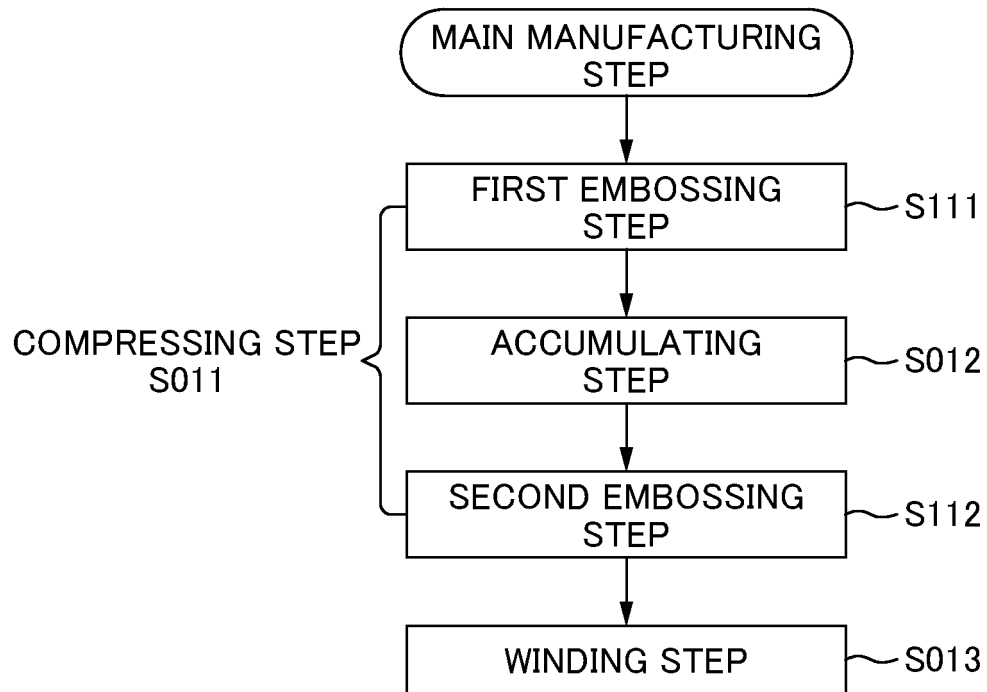 MAIN MANUFACTURING
STEP
FIRST EMBOSSING
STEP
S111
COMPRESSING STEP
S011
ACCUMULATING
STEP
S012
SECOND EMBOSSING
STEP
S112
WINDING STEP
S013